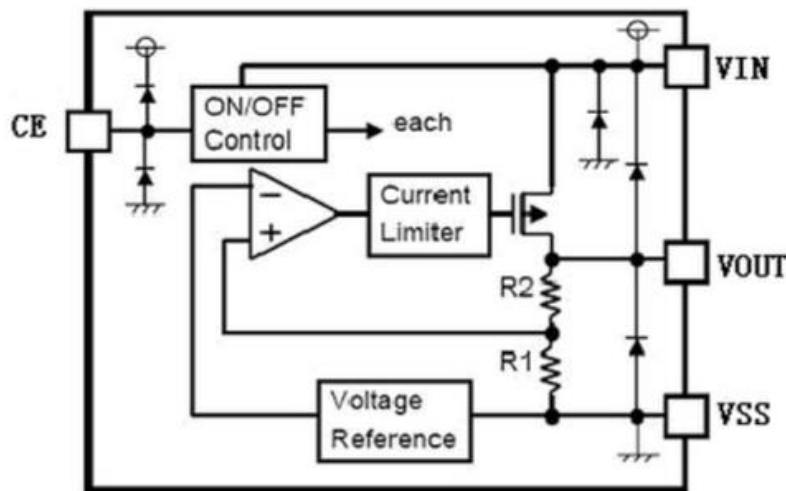 VIN
CE
ON/OFF
Control
each
−
+
Current
Limiter
VOUT
R2
R1
Voltage
Reference
VSS